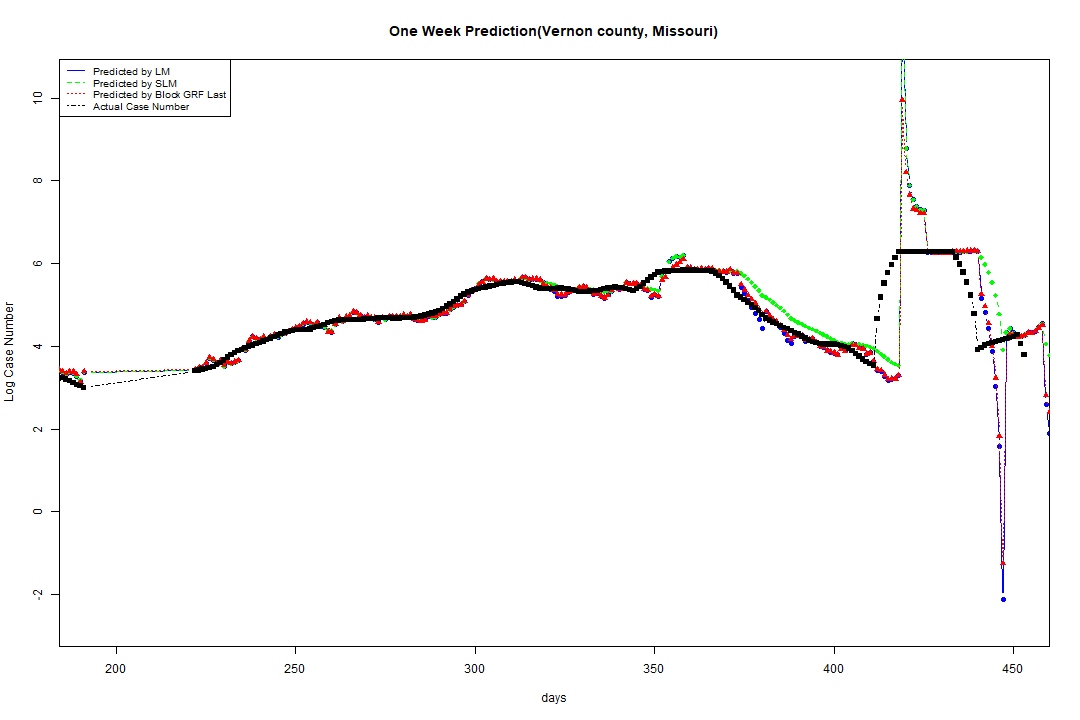 One Week Prediction(Vernon county, Missouri)
Predicted by LM
Predicted by SLM
Predicted by Block GRF Last
Actual Case Number
10
8
6
4
2
0
-2
Log Case Number
200 250 300 350 400 450
days